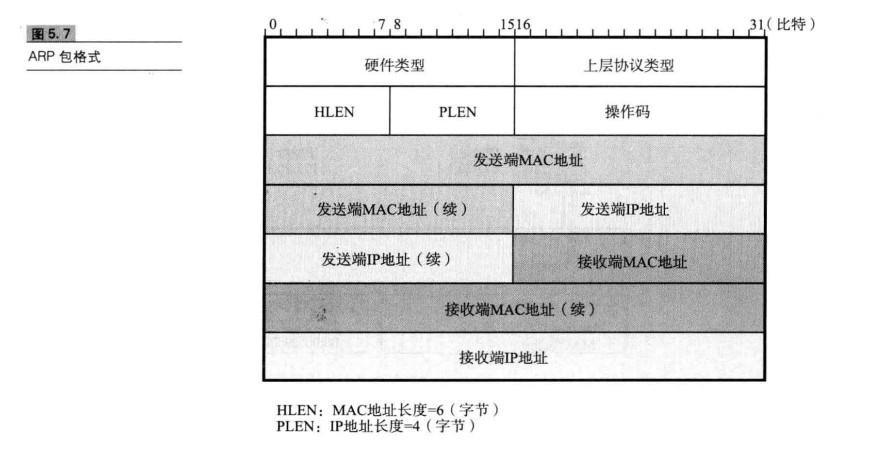 图5.7
ARP 包格式
0 7 8 1516 31(比特)
硬件类型 上层协议类型
HLEN PLEN 操作码
发送端MAC地址
发送端MAC地址(续) 发送端IP地址
发送端IP地址(续) 接收端MAC地址
接收端MAC地址(续)
接收端IP地址
HLEN:MAC地址长度=6(字节)
PLEN:IP地址长度=4(字节)